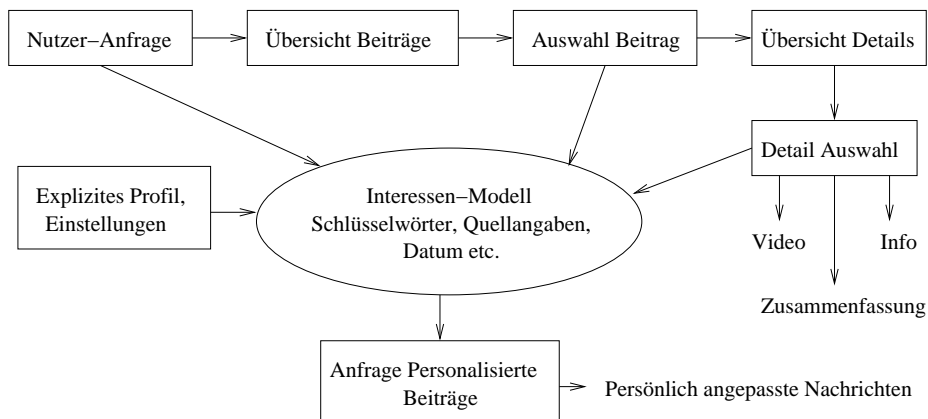 Nutzer–Anfrage
Übersicht Beiträge
Auswahl Beitrag
Übersicht Details
Detail Auswahl
Explizites Profil,
Einstellungen
Interessen–Modell
Schlüsselwörter, Quellangaben,
Datum etc.
Video
Info
Zusammenfassung
Anfrage Personalisierte
Beiträge
Persönlich angepasste Nachrichten